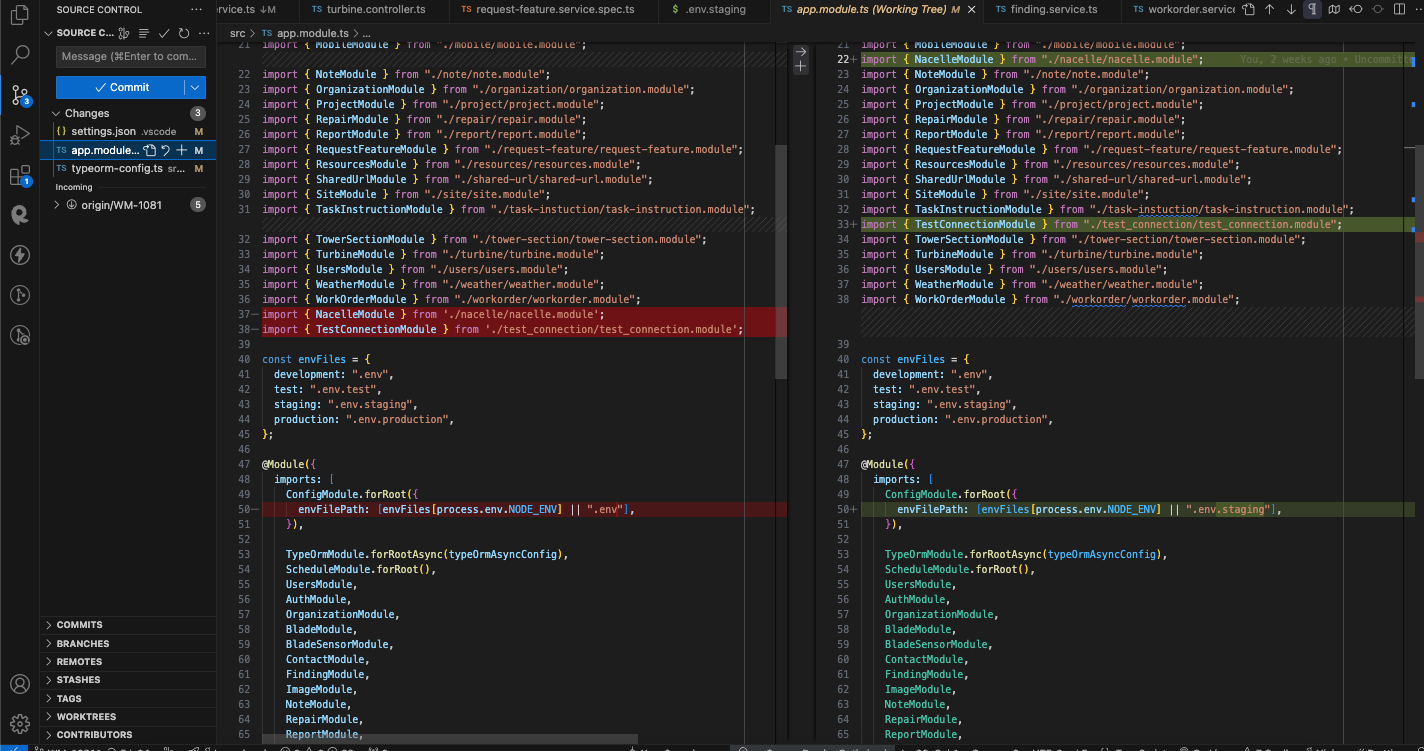 SOURCE CONTROL
SOURCE C...
Message (⌘Enter to com...
Commit
Changes 3
settings.json .vscode M
TS app.module... M
TS typeorm-config.ts sr... M
Incoming
origin/WM-1081 5
COMMITS
BRANCHES
REMOTES
STASHES
TAGS
WORKTREES
CONTRIBUTORS
3
1
ervice.ts ↓M
TS turbine.controller.ts
TS request-feature.service.spec.ts
$ .env.staging
TS app.module.ts (Working Tree) M
TS finding.service.ts
TS workorder.servic
src > TS app.module.ts > ...
21 import { MobileModule } from "./mobile/mobile.module";
22 import { NoteModule } from "./note/note.module";
23 import { OrganizationModule } from "./organization/organization.module";
24 import { ProjectModule } from "./project/project.module";
25 import { RepairModule } from "./repair/repair.module";
26 import { ReportModule } from "./report/report.module";
27 import { RequestFeatureModule } from "./request-feature/request-feature.module";
28 import { ResourcesModule } from "./resources/resources.module";
29 import { SharedUrlModule } from "./shared-url/shared-url.module";
30 import { SiteModule } from "./site/site.module";
31 import { TaskInstructionModule } from "./task-instuction/task-instruction.module";
32 import { TowerSectionModule } from "./tower-section/tower-section.module";
33 import { TurbineModule } from "./turbine/turbine.module";
34 import { UsersModule } from "./users/users.module";
35 import { WeatherModule } from "./weather/weather.module";
36 import { WorkOrderModule } from "./workorder/workorder.module";
37— import { NacelleModule } from './nacelle/nacelle.module';
38— import { TestConnectionModule } from './test_connection/test_connection.module';
39
40 const envFiles = {
41 development: ".env",
42 test: ".env.test",
43 staging: ".env.staging",
44 production: ".env.production",
45 };
46
47 @Module({
48 imports: [
49 ConfigModule.forRoot({
50— envFilePath: [envFiles[process.env.NODE_ENV] || ".env"],
51 }),
52
53 TypeOrmModule.forRootAsync(typeOrmAsyncConfig),
54 ScheduleModule.forRoot(),
55 UsersModule,
56 AuthModule,
57 OrganizationModule,
58 BladeModule,
59 BladeSensorModule,
60 ContactModule,
61 FindingModule,
62 ImageModule,
63 NoteModule,
64 RepairModule,
65 ReportModule,
21 import { MobileModule } from "./mobile/mobile.module";
22+ import { NacelleModule } from "./nacelle/nacelle.module"; You, 2 weeks ago • Uncommitte
23 import { NoteModule } from "./note/note.module";
24 import { OrganizationModule } from "./organization/organization.module";
25 import { ProjectModule } from "./project/project.module";
26 import { RepairModule } from "./repair/repair.module";
27 import { ReportModule } from "./report/report.module";
28 import { RequestFeatureModule } from "./request-feature/request-feature.module";
29 import { ResourcesModule } from "./resources/resources.module";
30 import { SharedUrlModule } from "./shared-url/shared-url.module";
31 import { SiteModule } from "./site/site.module";
32 import { TaskInstructionModule } from "./task-instuction/task-instruction.module";
33+ import { TestConnectionModule } from "./test_connection/test_connection.module";
34 import { TowerSectionModule } from "./tower-section/tower-section.module";
35 import { TurbineModule } from "./turbine/turbine.module";
36 import { UsersModule } from "./users/users.module";
37 import { WeatherModule } from "./weather/weather.module";
38 import { WorkOrderModule } from "./workorder/workorder.module";
39
40 const envFiles = {
41 development: ".env",
42 test: ".env.test",
43 staging: ".env.staging",
44 production: ".env.production",
45 };
46
47 @Module({
48 imports: [
49 ConfigModule.forRoot({
50+ envFilePath: [envFiles[process.env.NODE_ENV] || ".env.staging"],
51 }),
52
53 TypeOrmModule.forRootAsync(typeOrmAsyncConfig),
54 ScheduleModule.forRoot(),
55 UsersModule,
56 AuthModule,
57 OrganizationModule,
58 BladeModule,
59 BladeSensorModule,
60 ContactModule,
61 FindingModule,
62 ImageModule,
63 NoteModule,
64 RepairModule,
65 ReportModule,